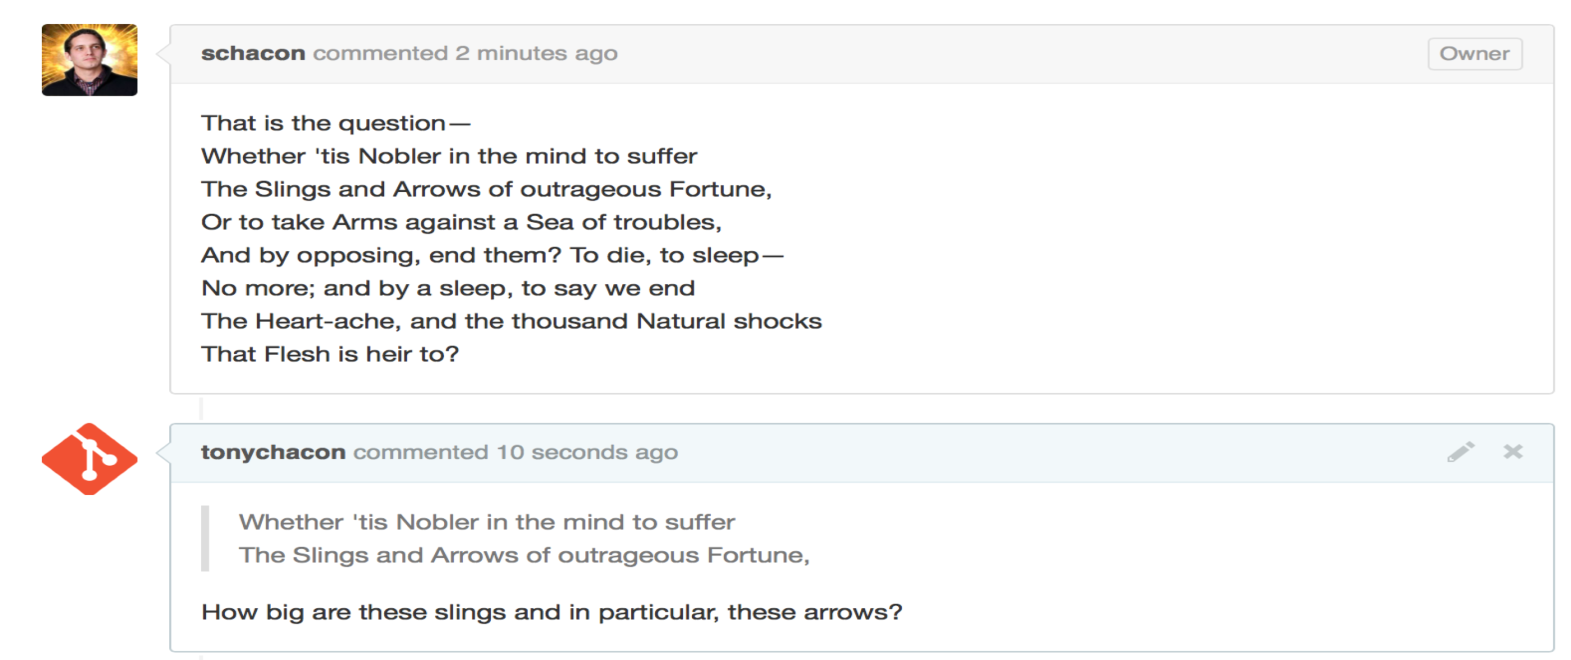 schacon commented 2 minutes ago
Owner
That is the question—
Whether 'tis Nobler in the mind to suffer
The Slings and Arrows of outrageous Fortune,
Or to take Arms against a Sea of troubles,
And by opposing, end them? To die, to sleep—
No more; and by a sleep, to say we end
The Heart-ache, and the thousand Natural shocks
That Flesh is heir to?
tonychacon commented 10 seconds ago
Whether 'tis Nobler in the mind to suffer
The Slings and Arrows of outrageous Fortune,
How big are these slings and in particular, these arrows?